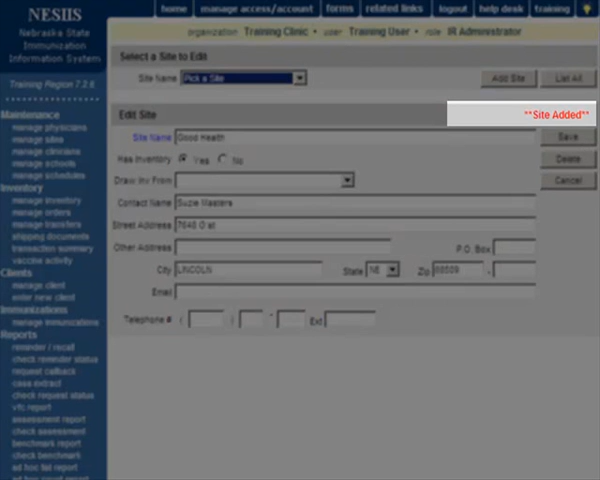 NESIIS
Nebraska State
Immunization
Information System
Training Region 7.2.6
home manage access/account forms related links logout help desk training
organization Training Clinic • user Training User • role IR Administrator
Select a Site to Edit
Site Name Pick a Site Add Site List All
Edit Site **Site Added**
Site Name Good Health Save
Has Inventory Yes No Delete
Draw Inv From Cancel
Contact Name Suzie Masters
Street Address 7640 O st
Other Address P.O. Box
City LINCOLN State NE Zip -
Email
Telephone # ( ) - Ext
Maintenance
manage physicians
manage sites
manage clinicians
manage schools
manage schedules
Inventory
manage inventory
manage orders
manage transfers
shipping documents
transaction summary
vaccine activity
Clients
manage client
enter new client
Immunizations
manage immunizations
Reports
reminder / recall
check reminder status
request callback
casa extract
check request status
vfc report
assessment report
check assessment
benchmark report
check benchmark
ad hoc list report
ad hoc count report